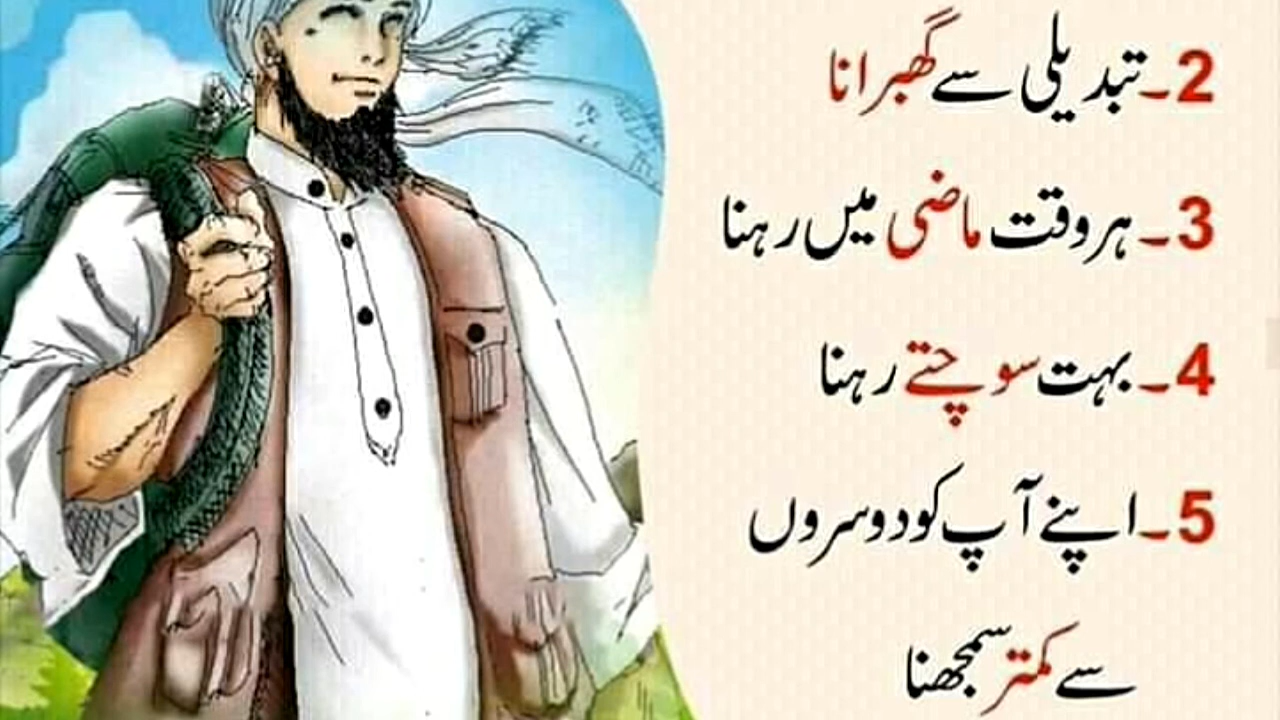 2۔ تبدیلی سے گھبرانا
3۔ ہر وقت ماضی میں رہنا
4۔ بہت سوچتے رہنا
5۔ اپنے آپ کو دوسروں
سے کمتر سمجھنا